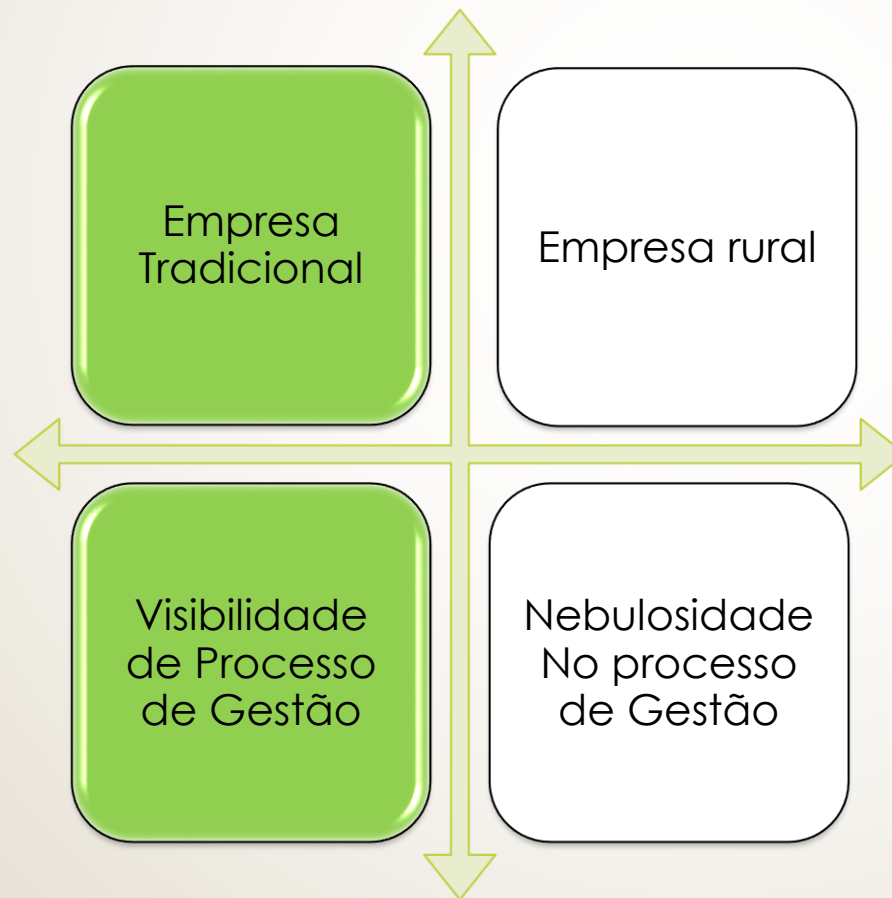 Empresa
Tradicional
Empresa rural
Visibilidade
de Processo
de Gestão
Nebulosidade
No processo
de Gestão